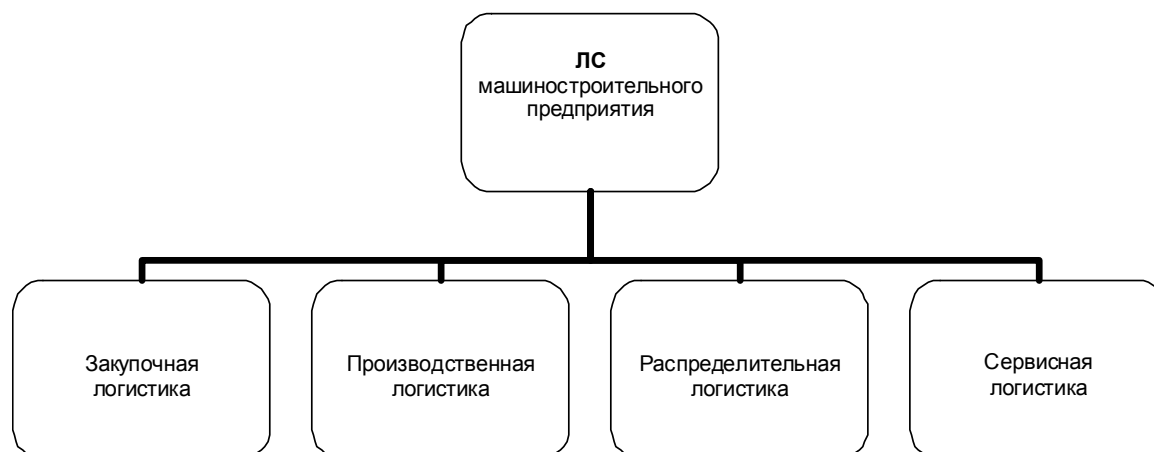 ЛС
машиностроительного
предприятия
Закупочная
логистика
Производственная
логистика
Распределительная
логистика
Сервисная
логистика